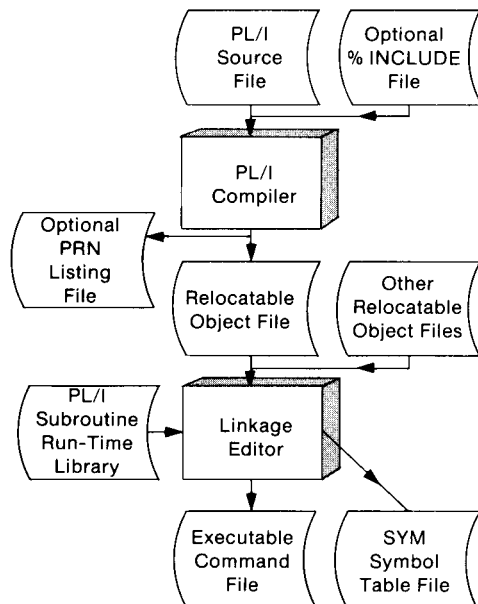 PL/I
Source
File
Optional
% INCLUDE
File
PL/I
Compiler
Optional
PRN
Listing
File
Relocatable
Object File
Other
Relocatable
Object Files
PL/I
Subroutine
Run-Time
Library
Linkage
Editor
Executable
Command
File
SYM
Symbol
Table File